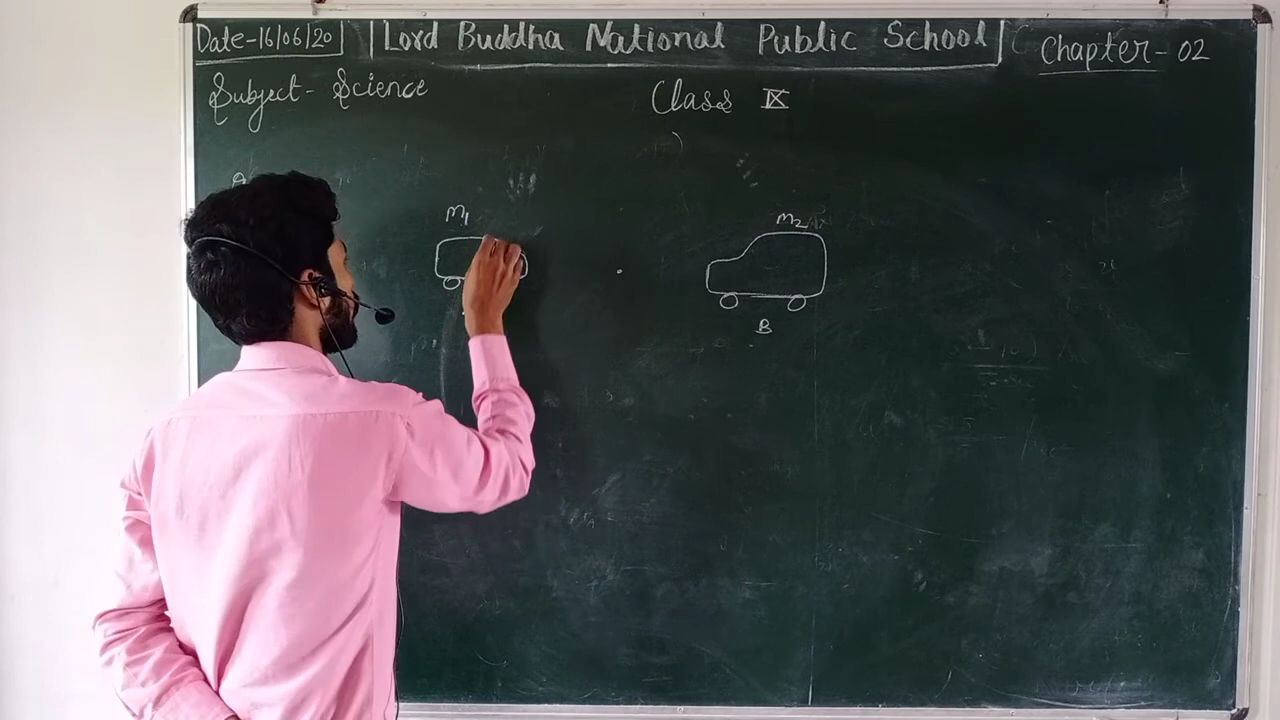 Date-16/06/20 Lord Buddha National Public School Chapter-02
Subject- Science Class IX
M1 M2
B